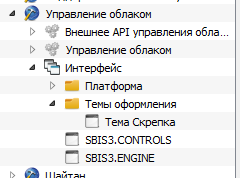 Управление облаком
Внешнее API управления обла...
Управление облаком
Интерфейс
Платформа
Темы оформления
Тема Скрепка
SBIS3.CONTROLS
SBIS3.ENGINE
Шайтан